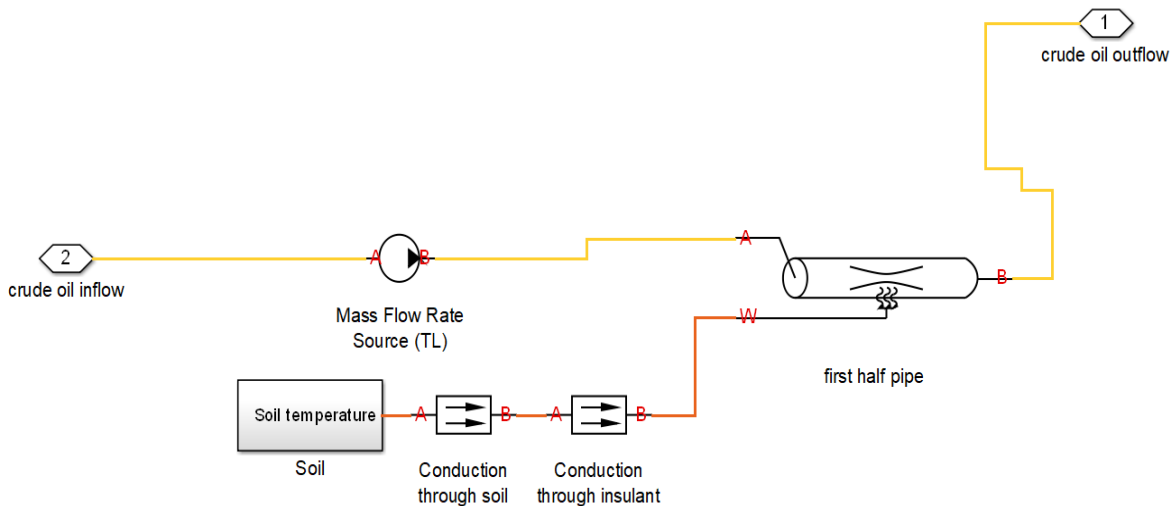 1
crude oil outflow
2
crude oil inflow
A
B
Mass Flow Rate
Source (TL)
A
B
W
first half pipe
Soil temperature
Soil
A
B
Conduction
through soil
A
B
Conduction
through insulant